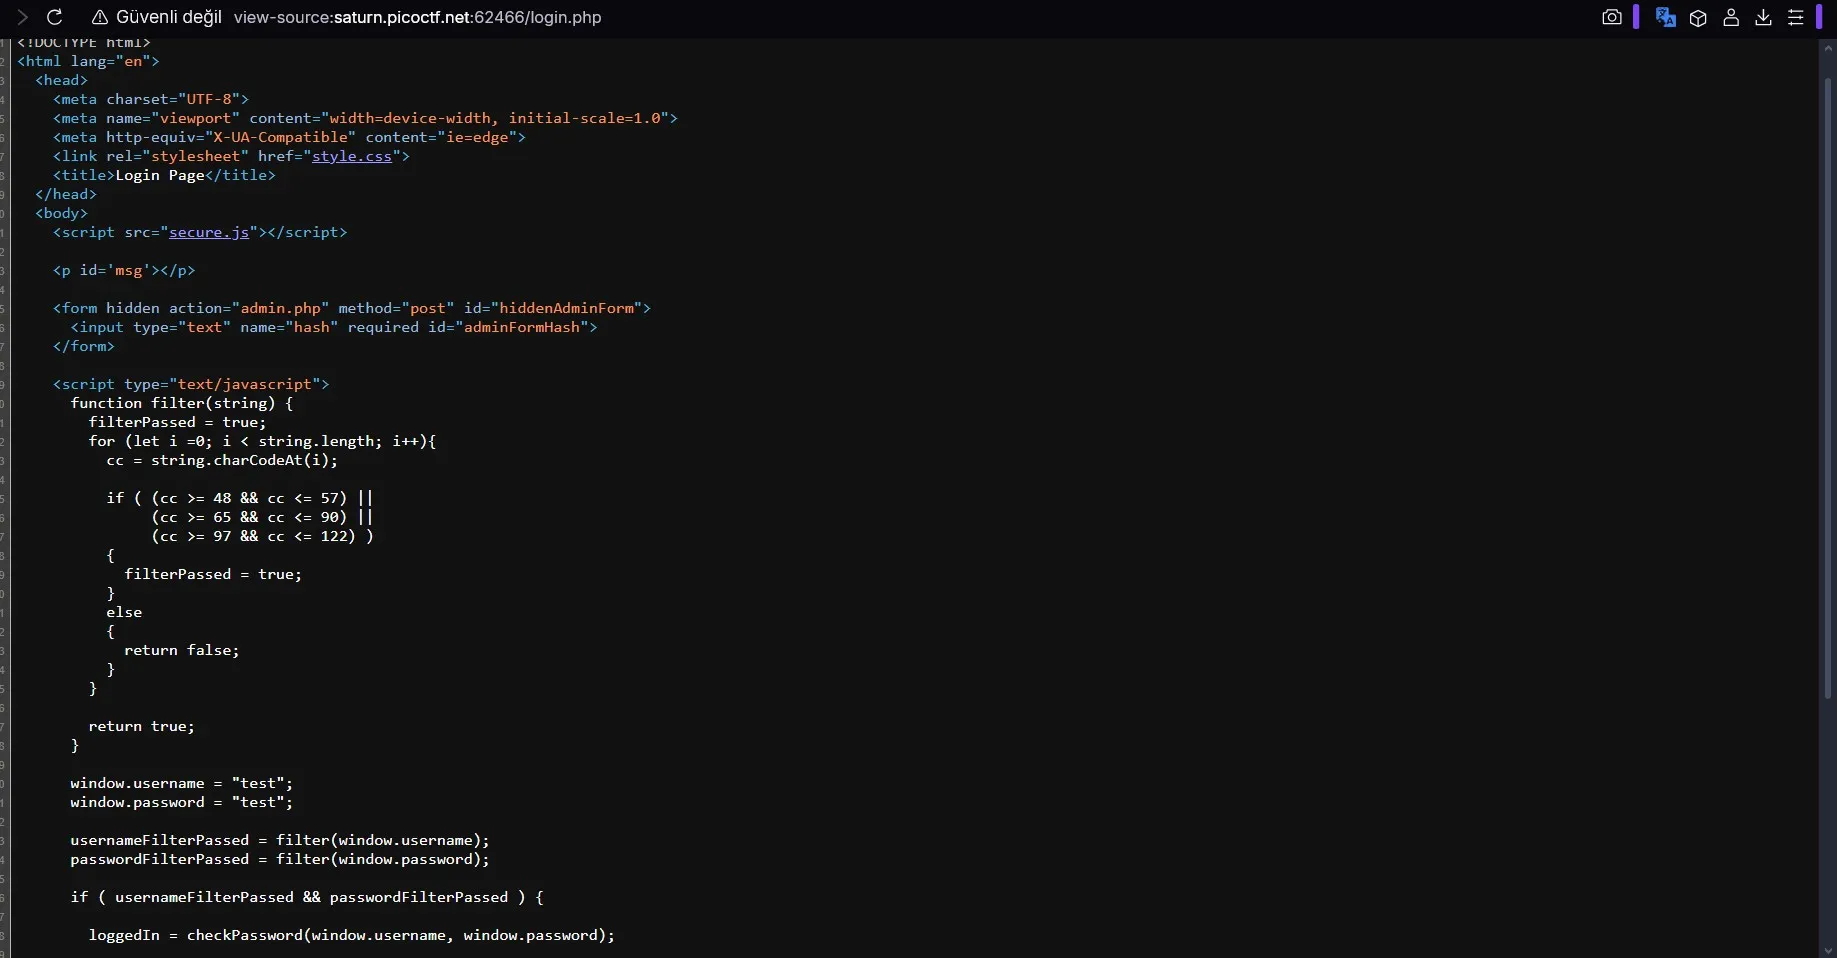 Güvenli değil view-source:saturn.picoctf.net:62466/login.php
<!DOCTYPE html>
<html lang="en">
<head>
<meta charset="UTF-8">
<meta name="viewport" content="width=device-width, initial-scale=1.0">
<meta http-equiv="X-UA-Compatible" content="ie=edge">
<link rel="stylesheet" href="style.css">
<title>Login Page</title>
</head>
<body>
<script src="secure.js"></script>
<p id='msg'></p>
<form hidden action="admin.php" method="post" id="hiddenAdminForm">
<input type="text" name="hash" required id="adminFormHash">
</form>
<script type="text/javascript">
function filter(string) {
filterPassed = true;
for (let i =0; i < string.length; i++){
cc = string.charCodeAt(i);
if ( (cc >= 48 && cc <= 57) ||
(cc >= 65 && cc <= 90) ||
(cc >= 97 && cc <= 122) )
{
filterPassed = true;
}
else
{
return false;
}
}
return true;
}
window.username = "test";
window.password = "test";
usernameFilterPassed = filter(window.username);
passwordFilterPassed = filter(window.password);
if ( usernameFilterPassed && passwordFilterPassed ) {
loggedIn = checkPassword(window.username, window.password);